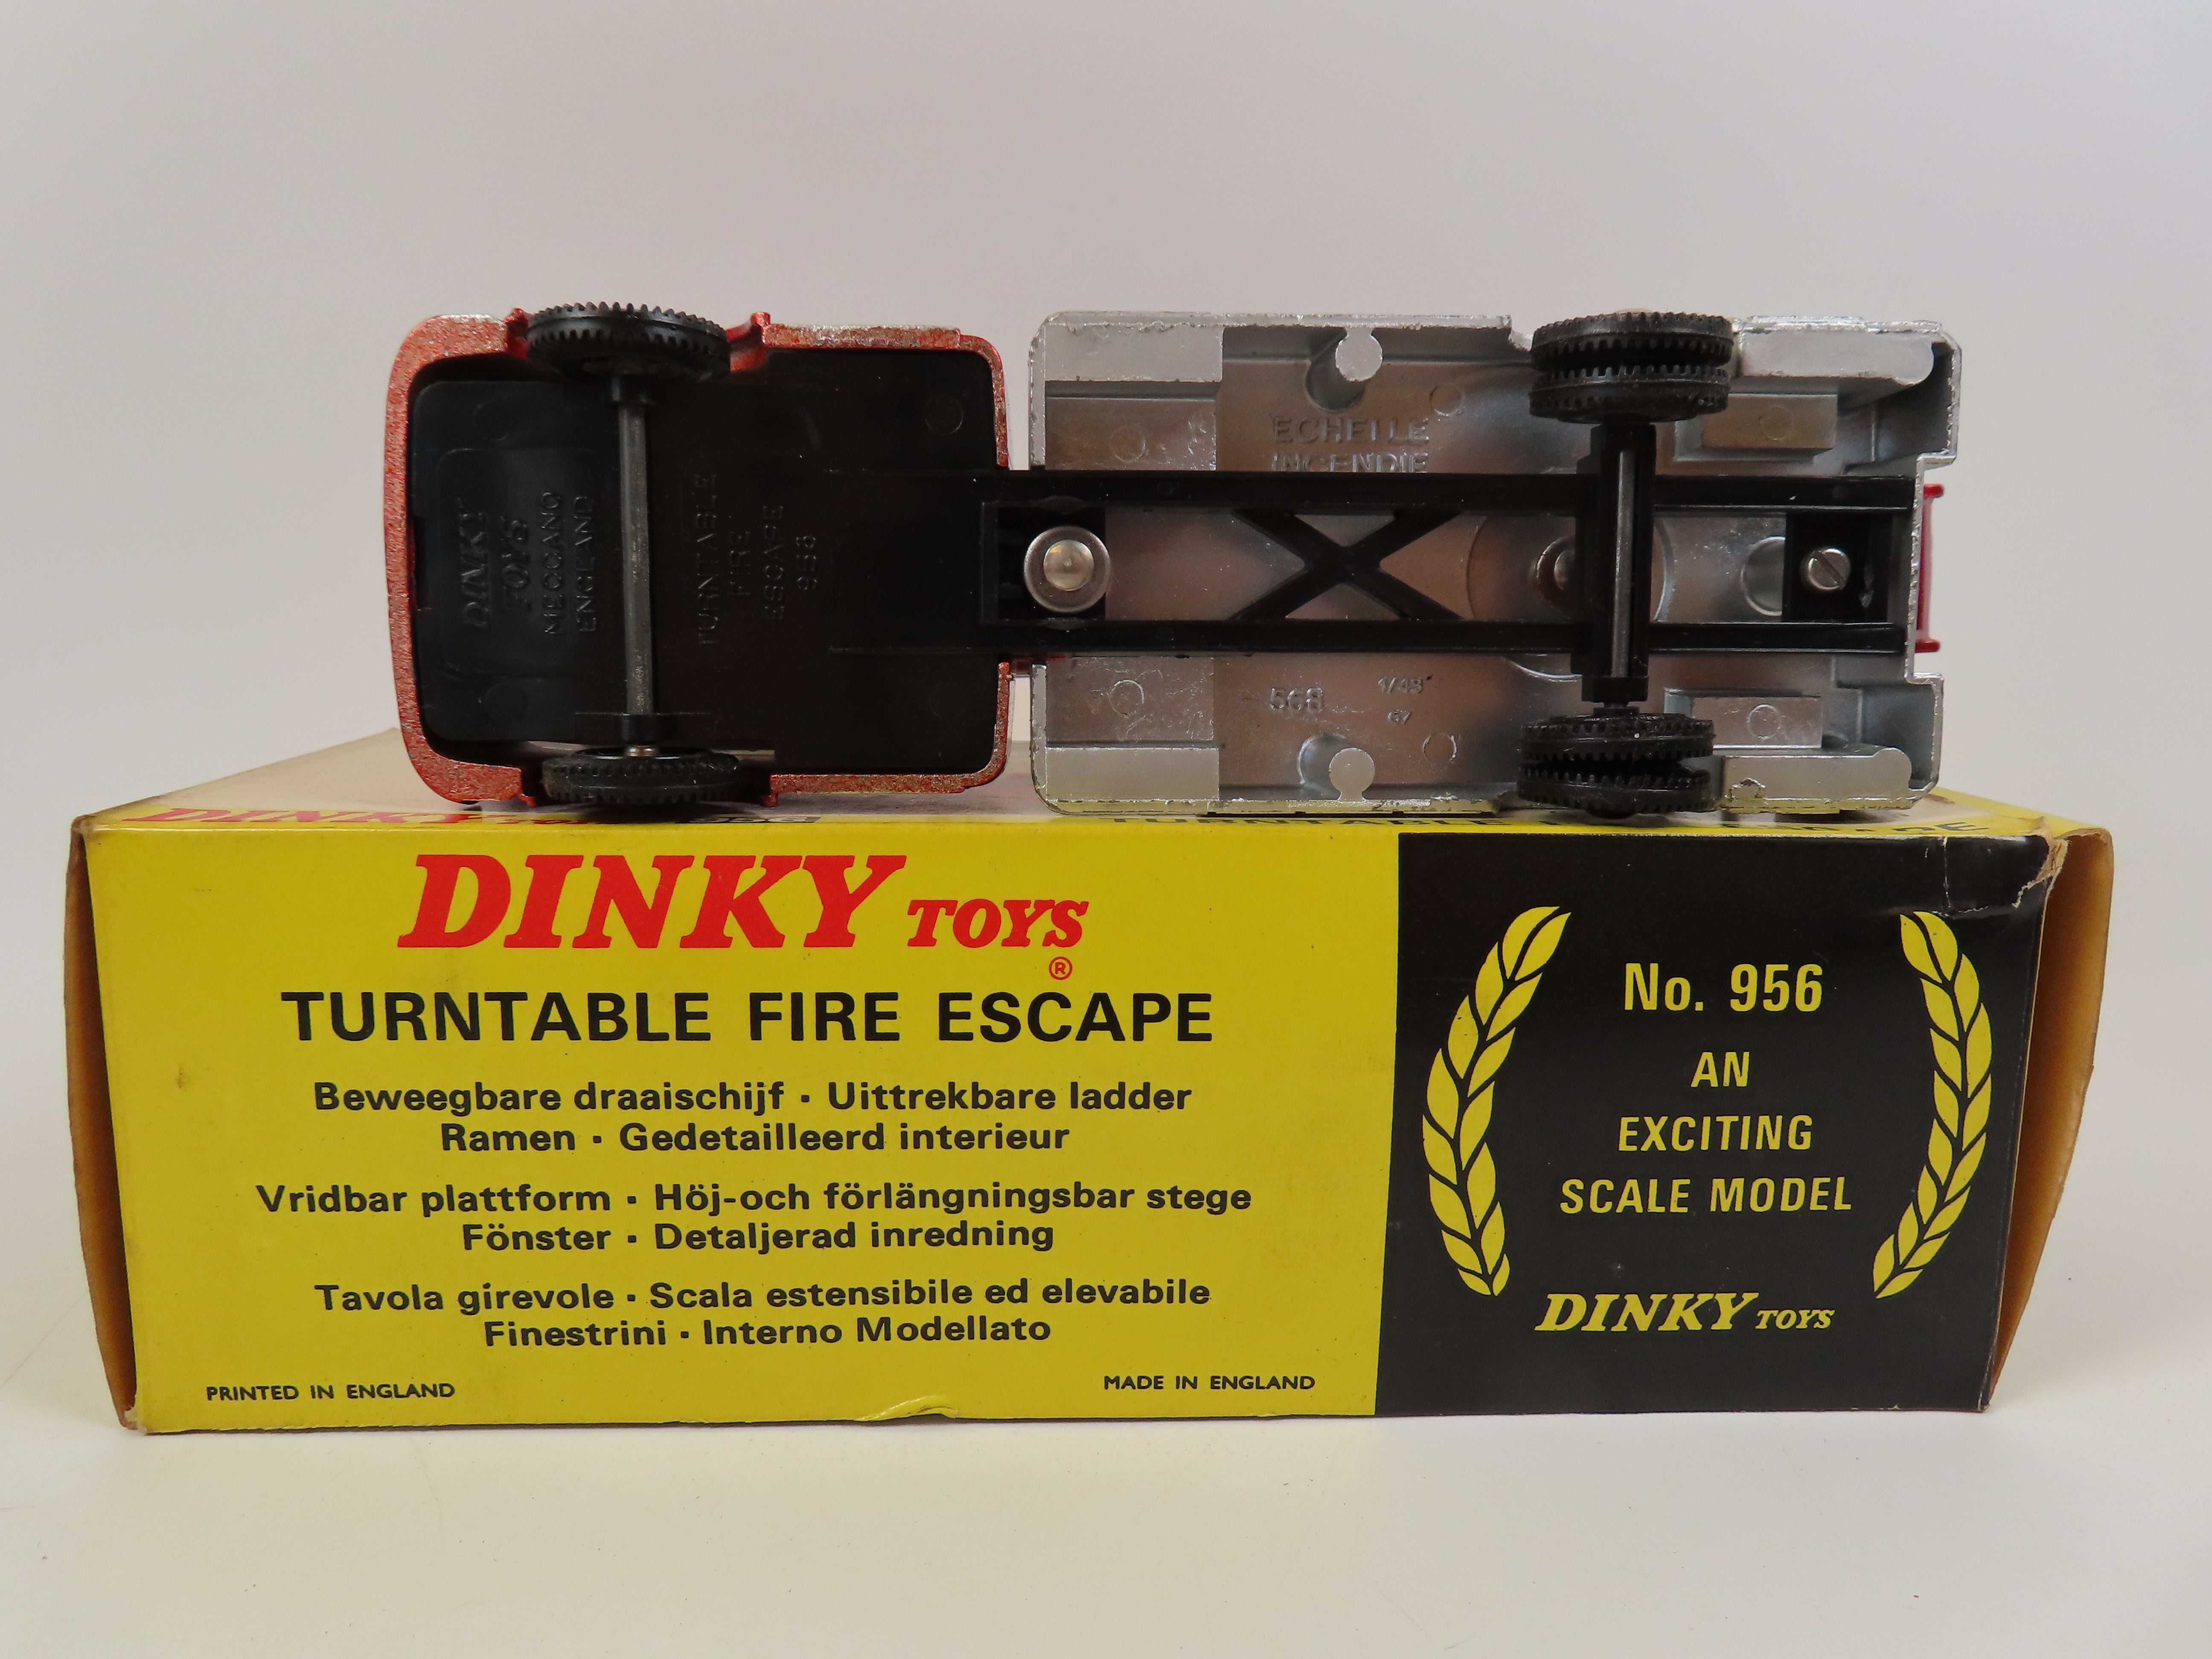 DINKY
TOYS
MECCANO
ENGLAND
TURNTABLE
FIRE
ESCAPE
956
ECHELLE
INCENDIE
568
1/43
67
DINKY TOYS
®
TURNTABLE FIRE ESCAPE
Beweegbare draaischijf · Uittrekbare ladder
Ramen · Gedetailleerd interieur
Vridbar plattform · Höj-och förlängningsbar stege
Fönster · Detaljerad inredning
Tavola girevole · Scala estensibile ed elevabile
Finestrini · Interno Modellato
PRINTED IN ENGLAND
MADE IN ENGLAND
No. 956
AN
EXCITING
SCALE MODEL
DINKY TOYS